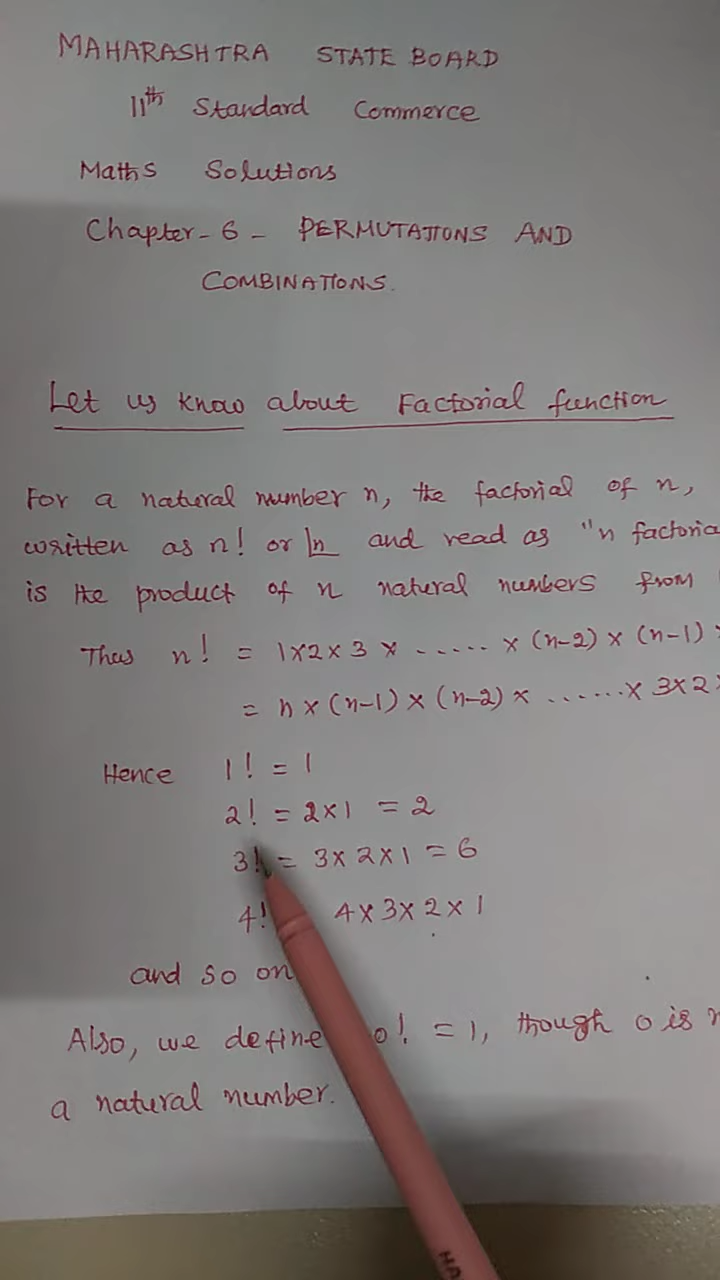 MAHARASHTRA STATE BOARD
11th Standard Commerce
Maths Solutions
Chapter-6- PERMUTATIONS AND
COMBINATIONS.
Let us know about Factorial function
For a natural number n, the factorial of n,
written as n! or |n and read as "n factoria
is the product of n natural numbers from
Thus n! = 1×2×3×.....×(n-2)×(n-1)×
= n×(n-1)×(n-2)×......×3×2×
Hence 1! = 1
2! = 2×1 = 2
3! = 3×2×1 = 6
4! 4×3×2×1
and so on
Also, we define 0! = 1, though 0 is n
a natural number.
HA